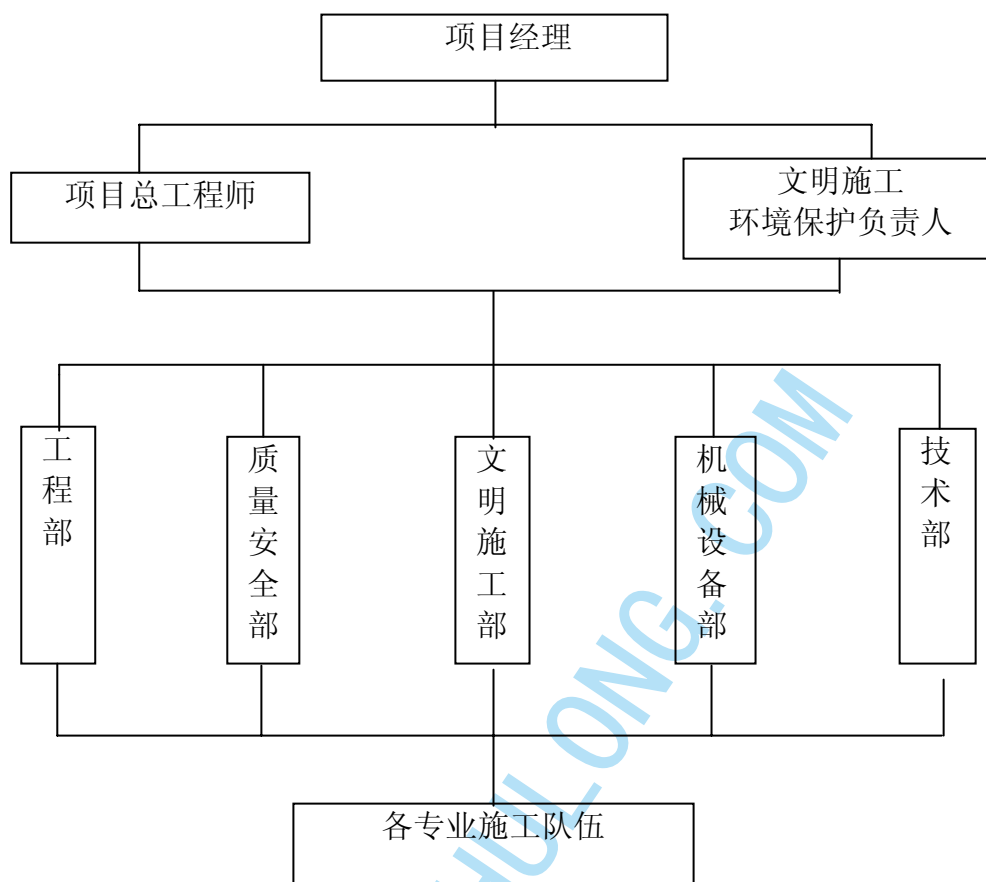 项目经理
项目总工程师
文明施工
环境保护负责人
工程部
质量安全部
文明施工部
机械设备部
技术部
各专业施工队伍
HULONG.COM